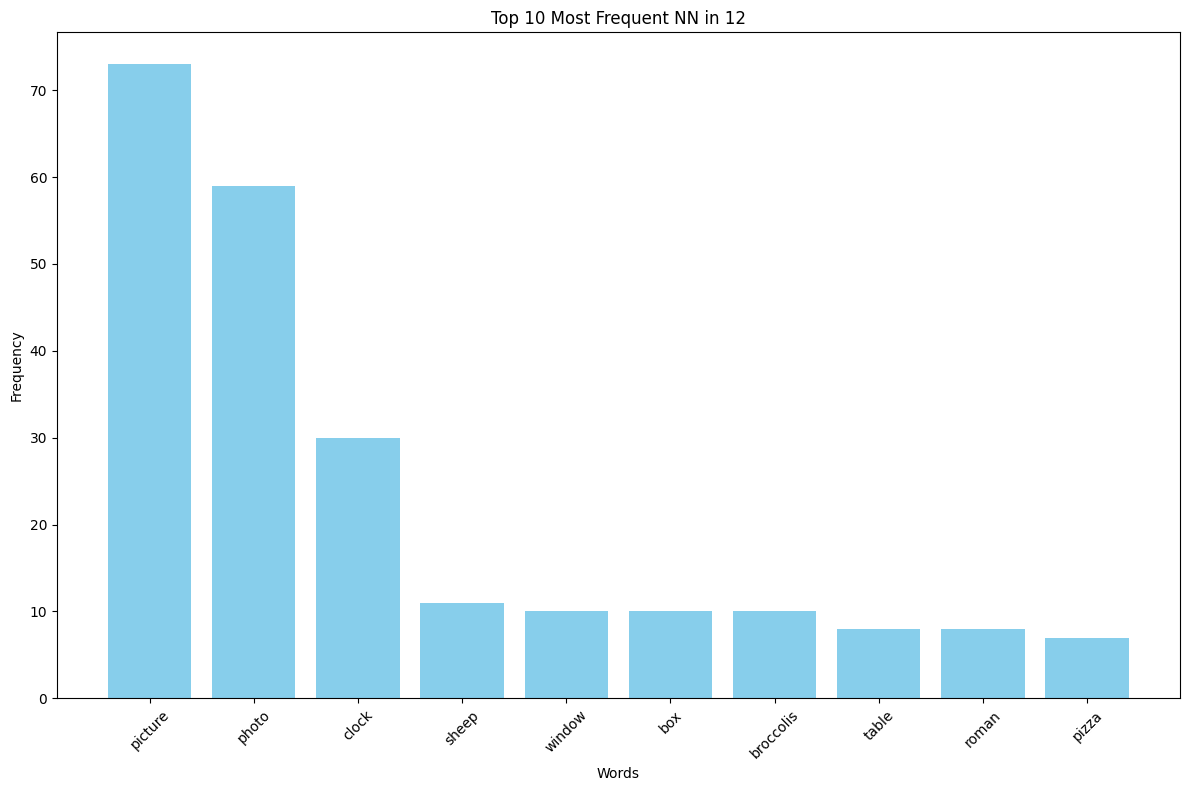 Top 10 Most Frequent NN in 12
Frequency
70
60
50
40
30
20
10
0
picture photo clock sheep window box broccolis table roman pizza
Words